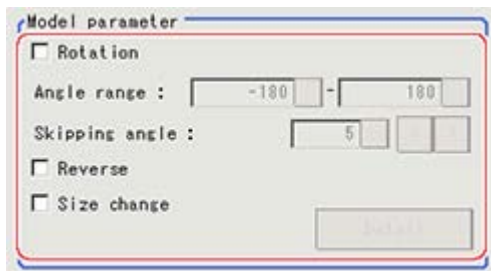 Model parameter
Rotation
Angle range : -180 - 180
Skipping angle : 5
Reverse
Size change